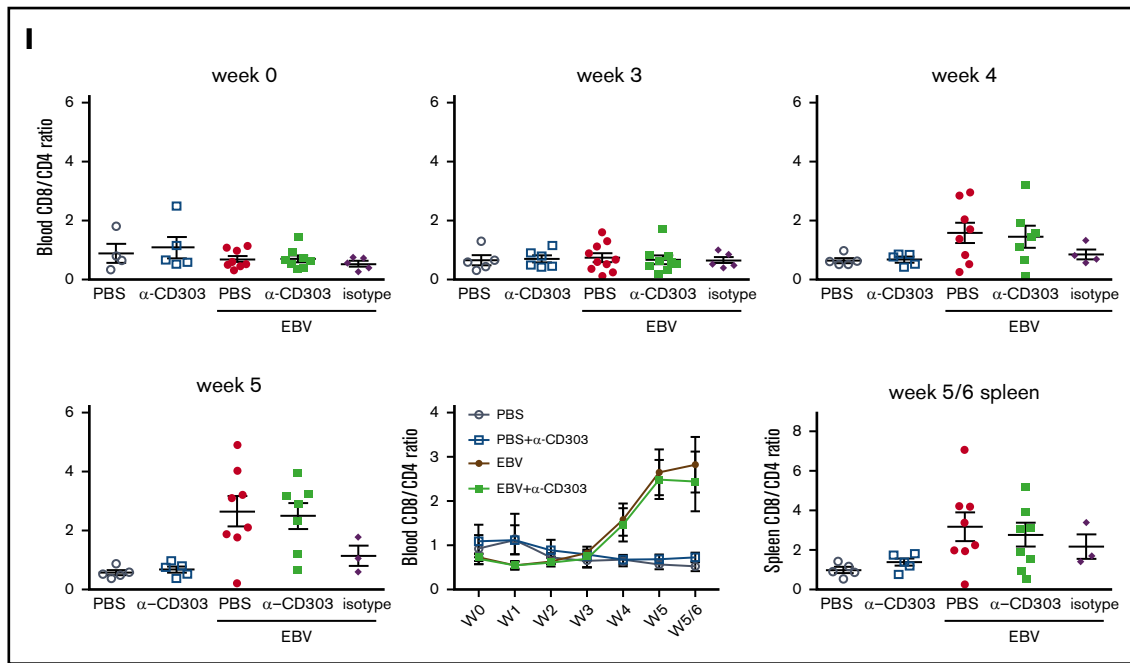 I
week 0
Blood CD8/CD4 ratio
6
4
2
0
PBS α-CD303 PBS α-CD303 isotype
EBV
week 3
6
4
2
0
PBS α-CD303 PBS α-CD303 isotype
EBV
week 4
6
4
2
0
PBS α-CD303 PBS α-CD303 isotype
EBV
week 5
Blood CD8/CD4 ratio
6
4
2
0
PBS α–CD303 PBS α-CD303 isotype
EBV
Blood CD8/CD4 ratio
4
3
2
1
0
PBS
PBS+α-CD303
EBV
EBV+α-CD303
W0 W1 W2 W3 W4 W5 W5/6
week 5/6 spleen
Spleen CD8/CD4 ratio
8
6
4
2
0
PBS α-CD303 PBS α-CD303 isotype
EBV